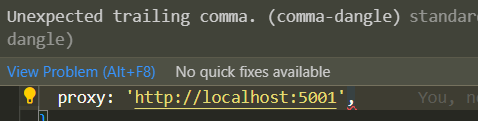 Unexpected trailing comma. (comma-dangle) standar
dangle)
View Problem (Alt+F8) No quick fixes available
proxy: 'http://localhost:5001', You, n
}